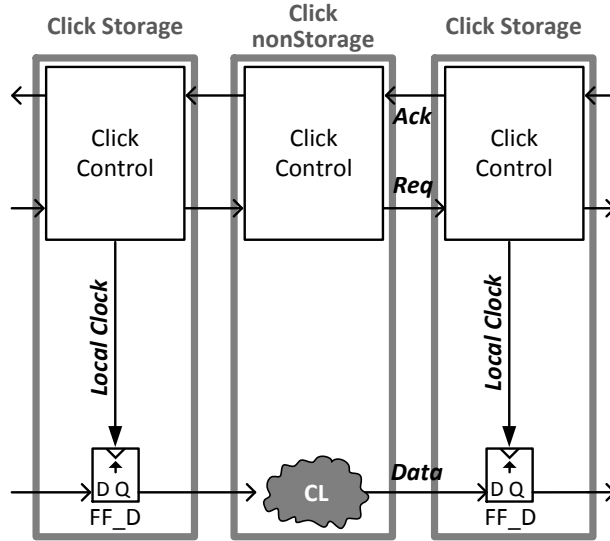 Click Storage
Click
nonStorage
Click Storage
Click
Control
Click
Control
Click
Control
Ack
Req
Local Clock
Local Clock
D Q
FF_D
CL
Data
D Q
FF_D